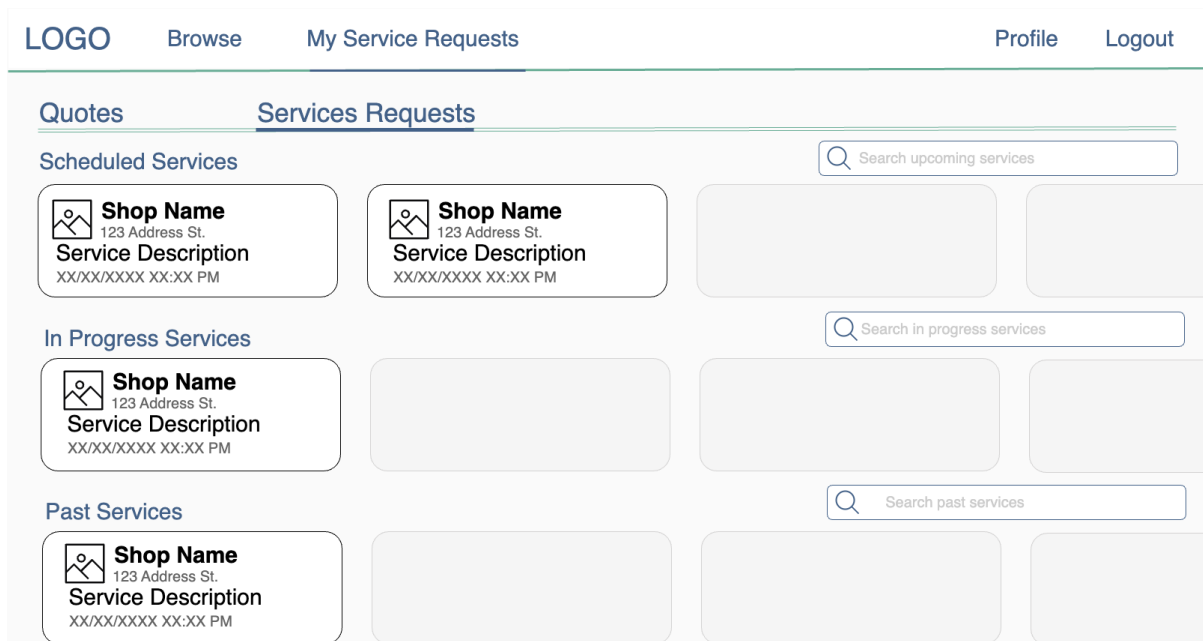 LOGO Browse My Service Requests Profile Logout
Quotes Services Requests
Scheduled Services
Search upcoming services
Shop Name
123 Address St.
Service Description
XX/XX/XXXX XX:XX PM
Shop Name
123 Address St.
Service Description
XX/XX/XXXX XX:XX PM
In Progress Services
Search in progress services
Shop Name
123 Address St.
Service Description
XX/XX/XXXX XX:XX PM
Past Services
Search past services
Shop Name
123 Address St.
Service Description
XX/XX/XXXX XX:XX PM